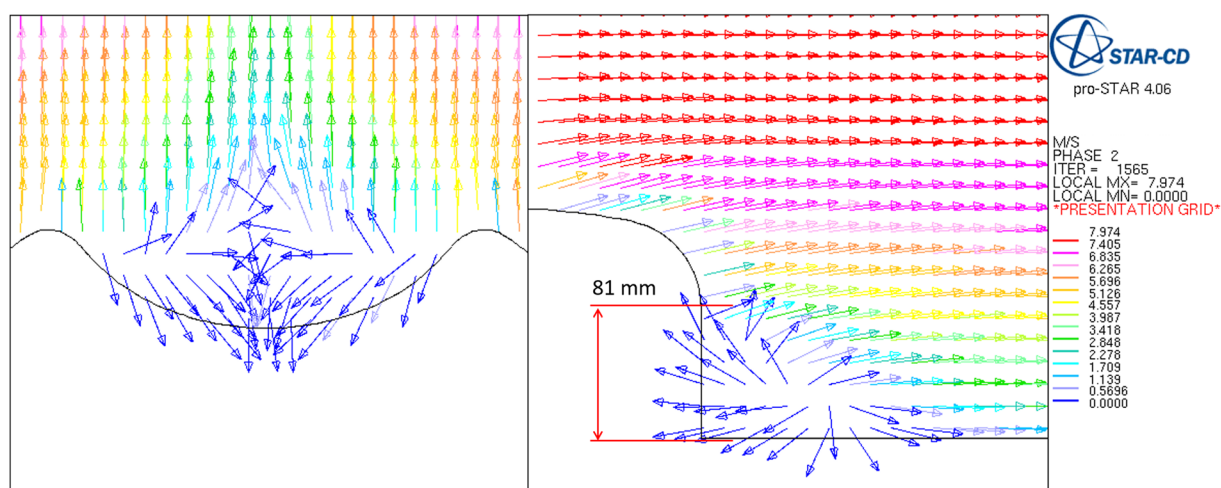 81 mm
STAR-CD
pro-STAR 4.06
M/S
PHASE 2
ITER = 1565
LOCAL MX= 7.974
LOCAL MN= 0.0000
*PRESENTATION GRID*
7.974
7.405
6.835
6.265
5.696
5.126
4.557
3.987
3.418
2.848
2.278
1.709
1.139
0.5696
0.0000